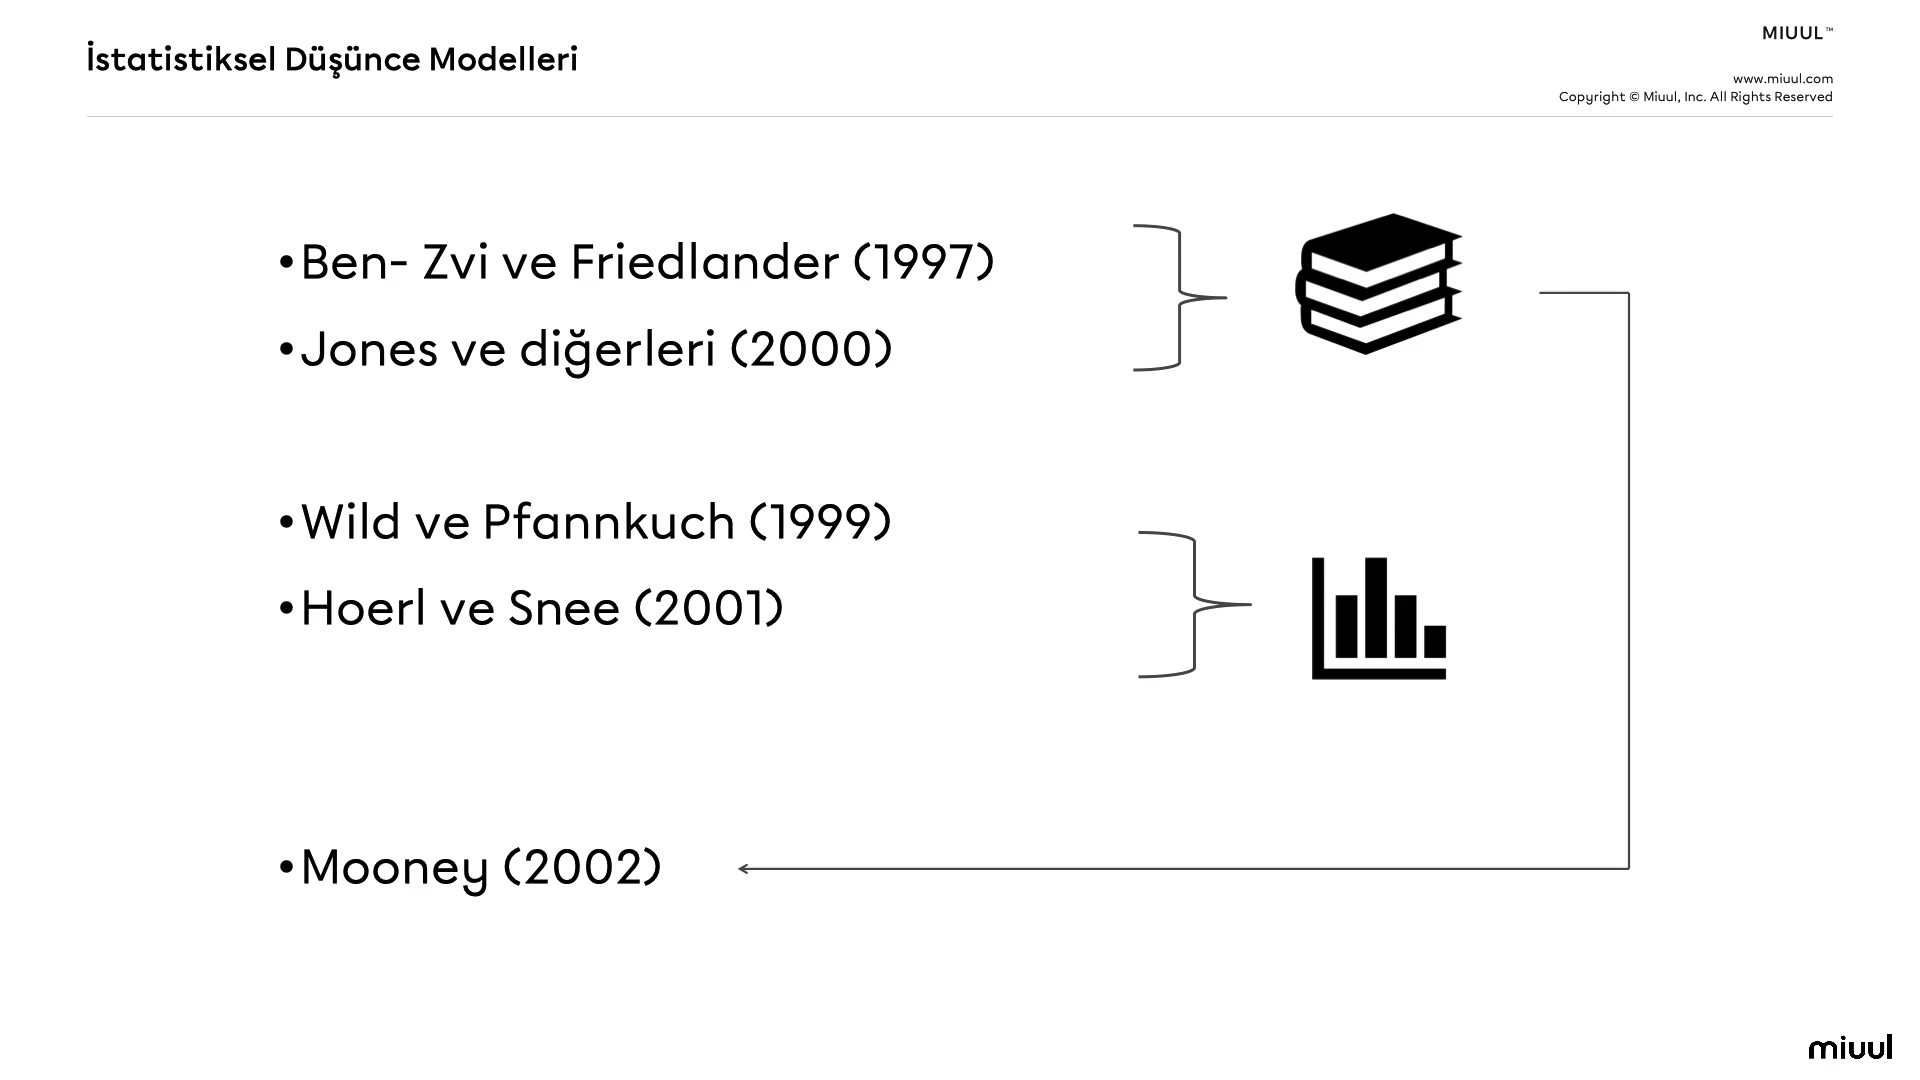 İstatistiksel Düşünce Modelleri
MIUUL™
www.miuul.com
Copyright © Miuul, Inc. All Rights Reserved
•Ben- Zvi ve Friedlander (1997)
•Jones ve diğerleri (2000)
•Wild ve Pfannkuch (1999)
•Hoerl ve Snee (2001)
•Mooney (2002)
miuul